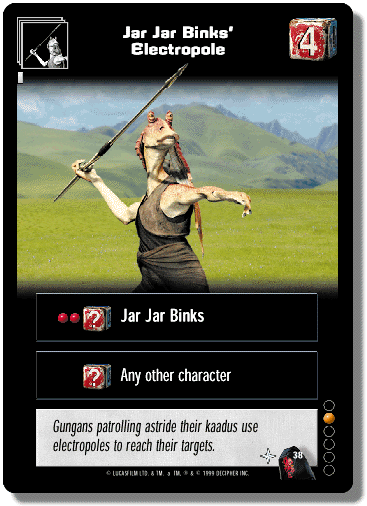 Jar Jar Binks'
Electropole
4
? Jar Jar Binks
? Any other character
Gungans patrolling astride their kaadus use
electropoles to reach their targets.
38
© LUCASFILM LTD. & TM. ® & © 1999 DECIPHER INC.